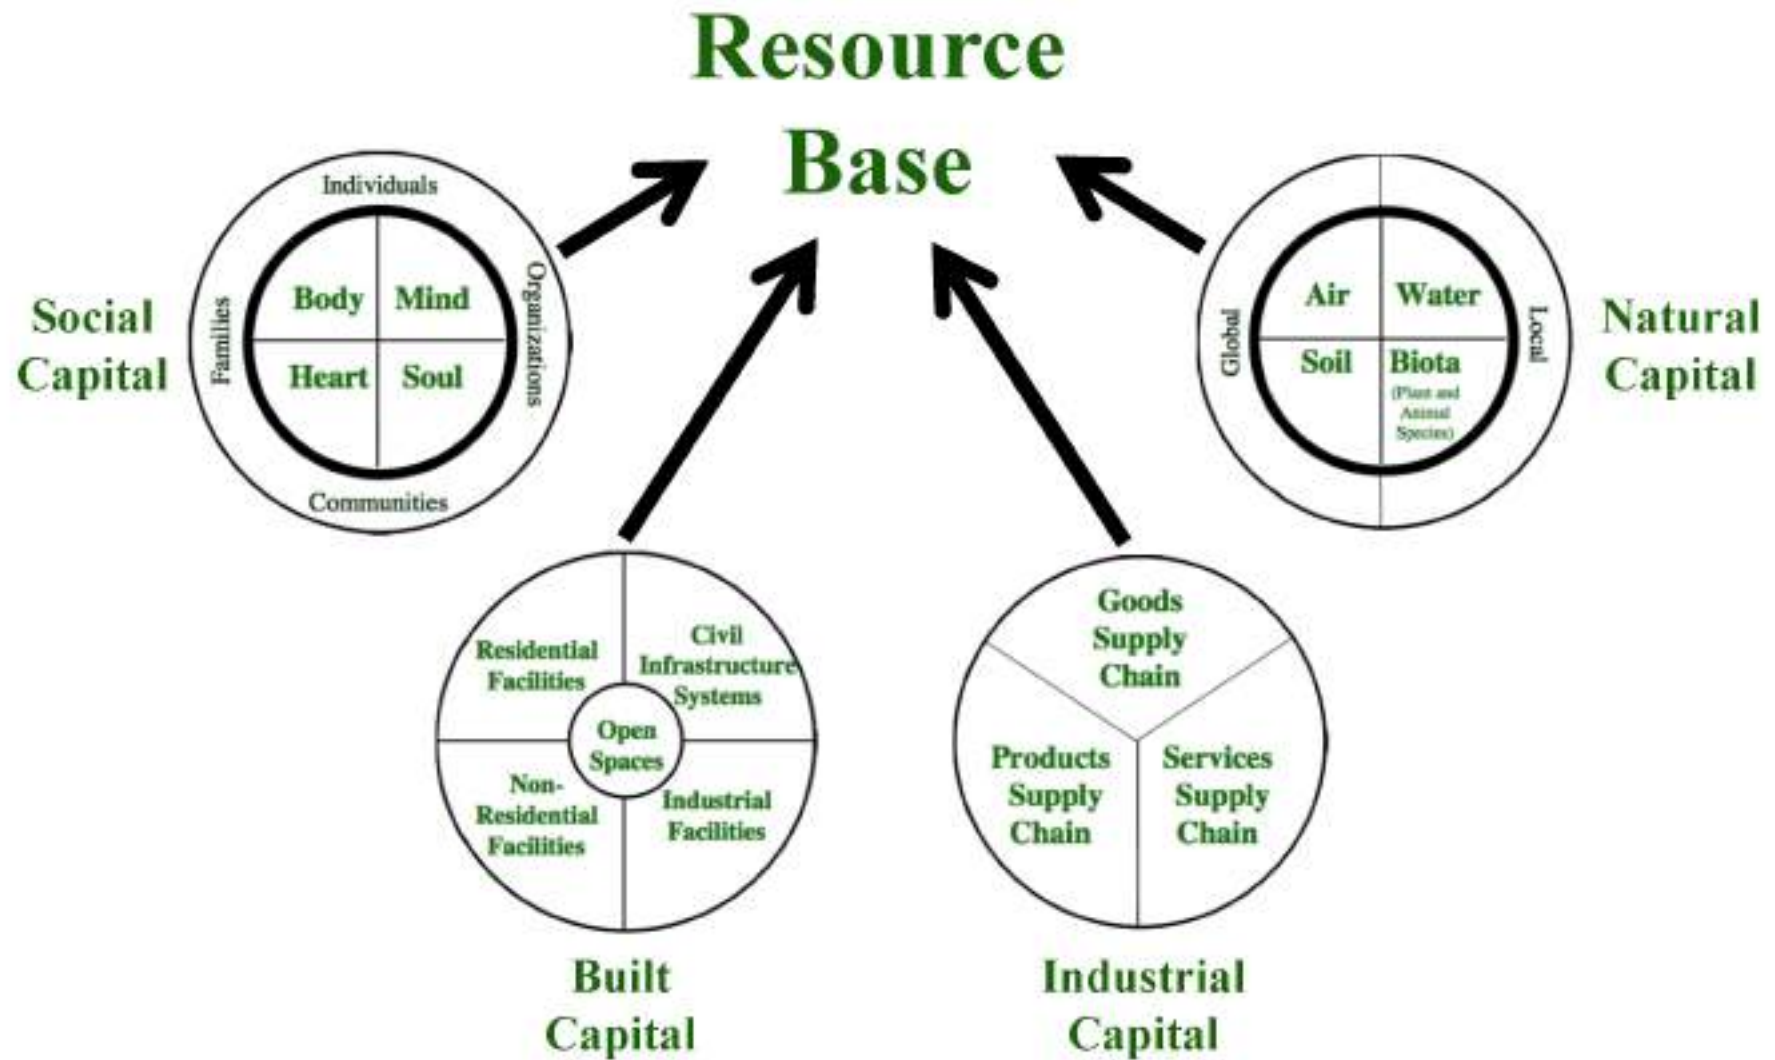 Resource
Base
Social
Capital
Individuals
Families
Organizations
Communities
Body
Mind
Heart
Soul
Natural
Capital
Global
Local
Air
Water
Soil
Biota
(Plant and
Animal
Species)
Residential
Facilities
Civil
Infrastructure
Systems
Open
Spaces
Non-
Residential
Facilities
Industrial
Facilities
Built
Capital
Goods
Supply
Chain
Products
Supply
Chain
Services
Supply
Chain
Industrial
Capital